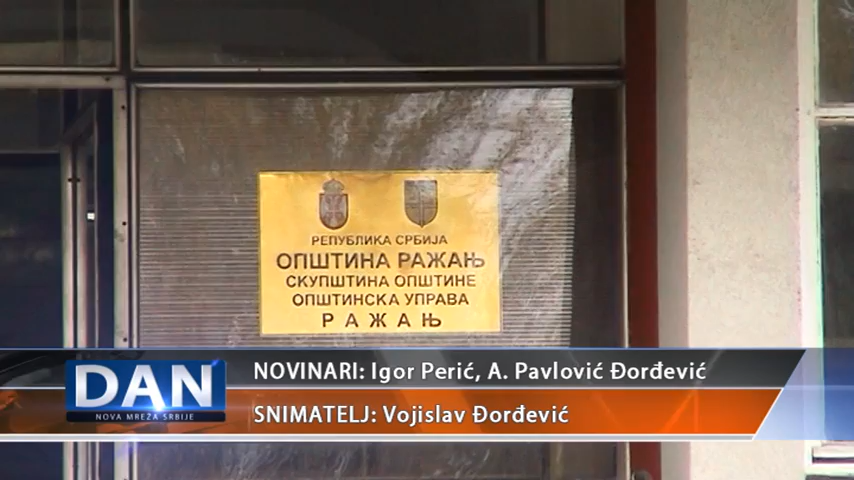 РЕПУБЛИКА СРБИЈА
ОПШТИНА РАЖАЊ
СКУПШТИНА ОПШТИНЕ
ОПШТИНСКА УПРАВА
РАЖАЊ
DAN
NOVA MREŽA SRBIJE
NOVINARI: Igor Perić, A. Pavlović Đorđević
SNIMATELJ: Vojislav Đorđević